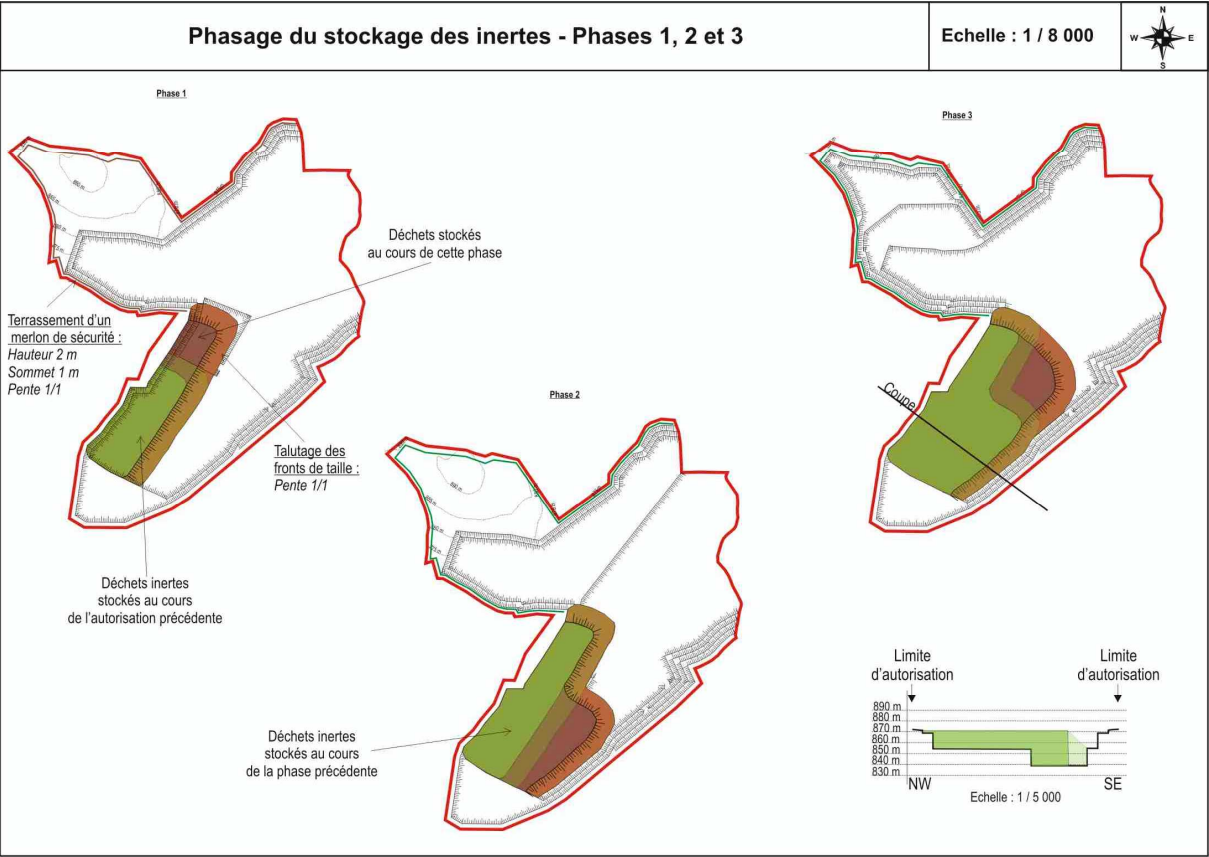 Phasage du stockage des inertes - Phases 1, 2 et 3
Echelle : 1 / 8 000
N
W
E
S
Phase 1
Déchets stockés
au cours de cette phase
Terrassement d'un
merlon de sécurité :
Hauteur 2 m
Sommet 1 m
Pente 1/1
Talutage des
fronts de taille :
Pente 1/1
Déchets inertes
stockés au cours
de l'autorisation précédente
Phase 2
Déchets inertes
stockés au cours
de la phase précédente
Phase 3
Coupe
Limite
d'autorisation
Limite
d'autorisation
890 m
880 m
870 m
860 m
850 m
840 m
830 m
NW
SE
Echelle : 1 / 5 000